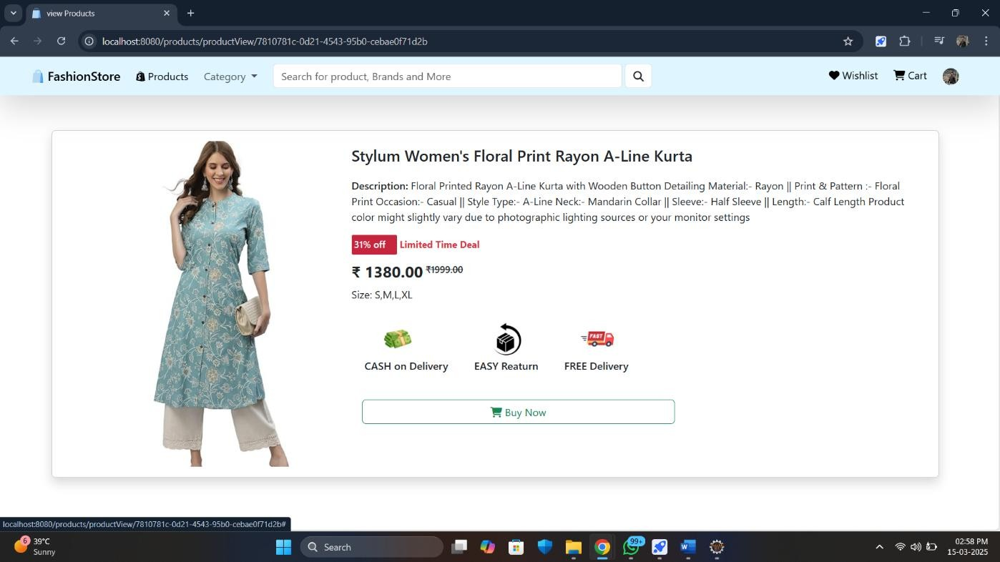 view Products
localhost:8080/products/productView/7810781c-0d21-4543-95b0-cebae0f71d2b
FashionStore
Products
Category
Search for product, Brands and More
Wishlist
Cart
Stylum Women's Floral Print Rayon A-Line Kurta
Description: Floral Printed Rayon A-Line Kurta with Wooden Button Detailing Material:- Rayon || Print & Pattern :- Floral
Print Occasion:- Casual || Style Type:- A-Line Neck:- Mandarin Collar || Sleeve:- Half Sleeve || Length:- Calf Length Product
color might slightly vary due to photographic lighting sources or your monitor settings
31% off Limited Time Deal
₹ 1380.00 ₹1999.00
Size: S,M,L,XL
FAST
CASH on Delivery
EASY Reaturn
FREE Delivery
Buy Now
localhost:8080/products/productView/7810781c-0d21-4543-95b0-cebae0f71d2b#
6
39°C
Sunny
Search
99+
W
02:58 PM
15-03-2025